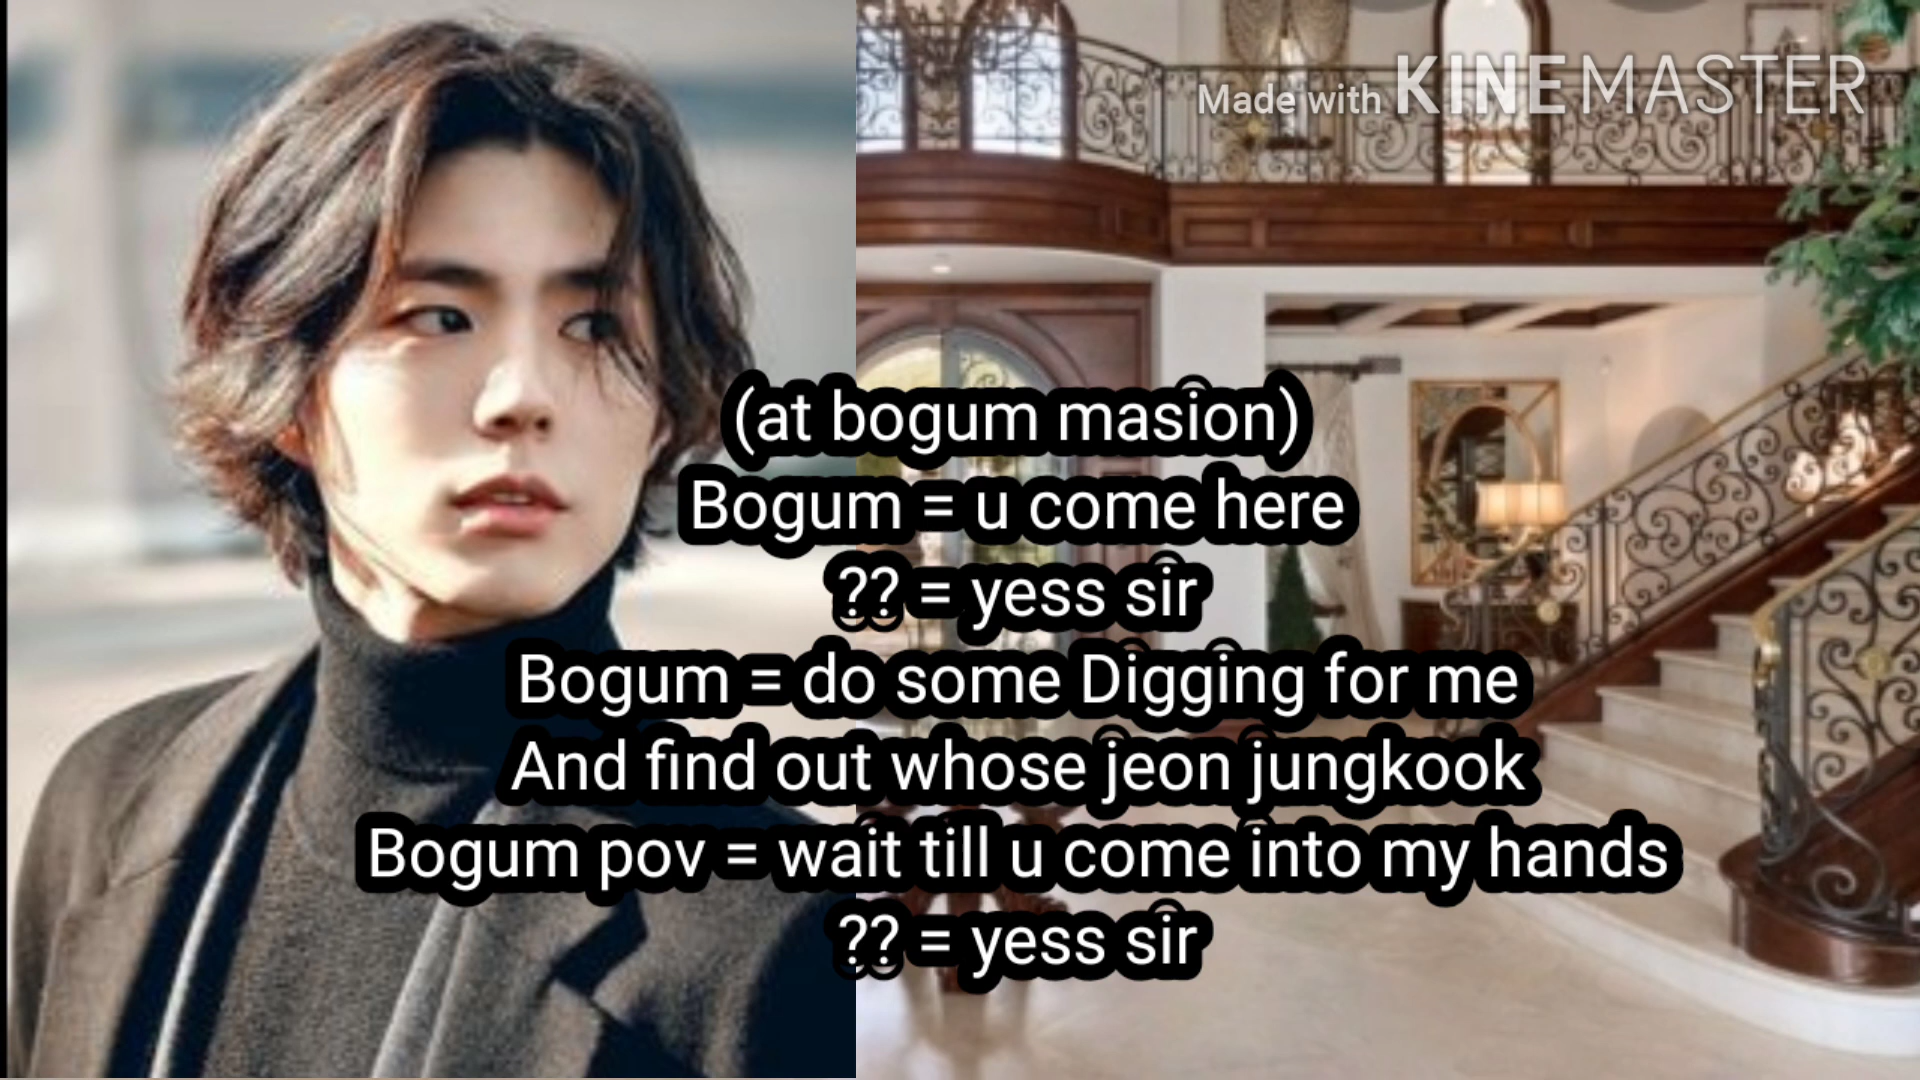 Made with KINEMASTER
(at bogum masion)
Bogum = u come here
?? = yess sir
Bogum = do some Digging for me
And find out whose jeon jungkook
Bogum pov = wait till u come into my hands
?? = yess sir